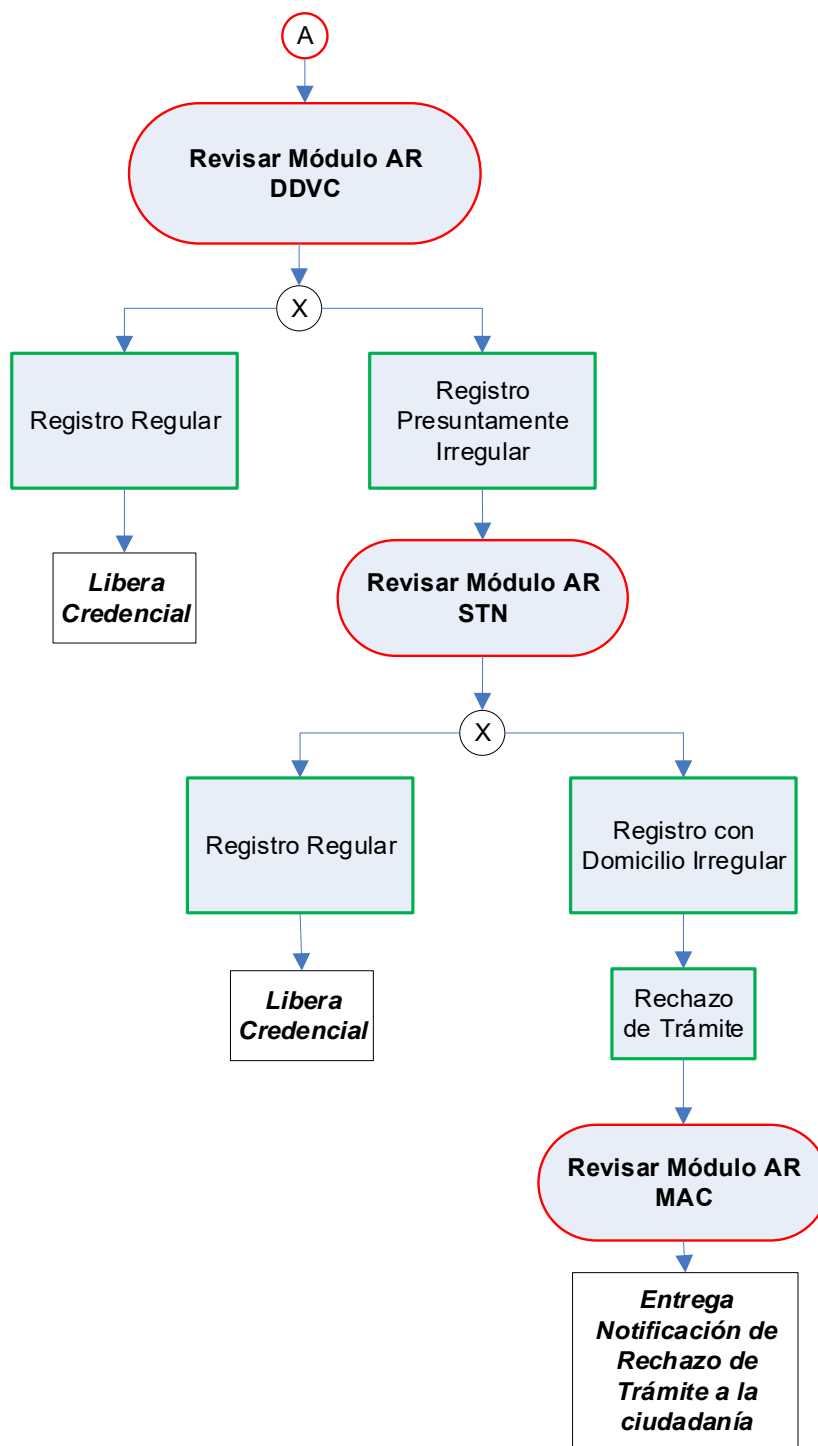 A
Revisar Módulo AR
DDVC
X
Registro Regular
Registro
Presuntamente
Irregular
Libera
Credencial
Revisar Módulo AR
STN
X
Registro Regular
Registro con
Domicilio Irregular
Libera
Credencial
Rechazo
de Trámite
Revisar Módulo AR
MAC
Entrega
Notificación de
Rechazo de
Trámite a la
ciudadanía